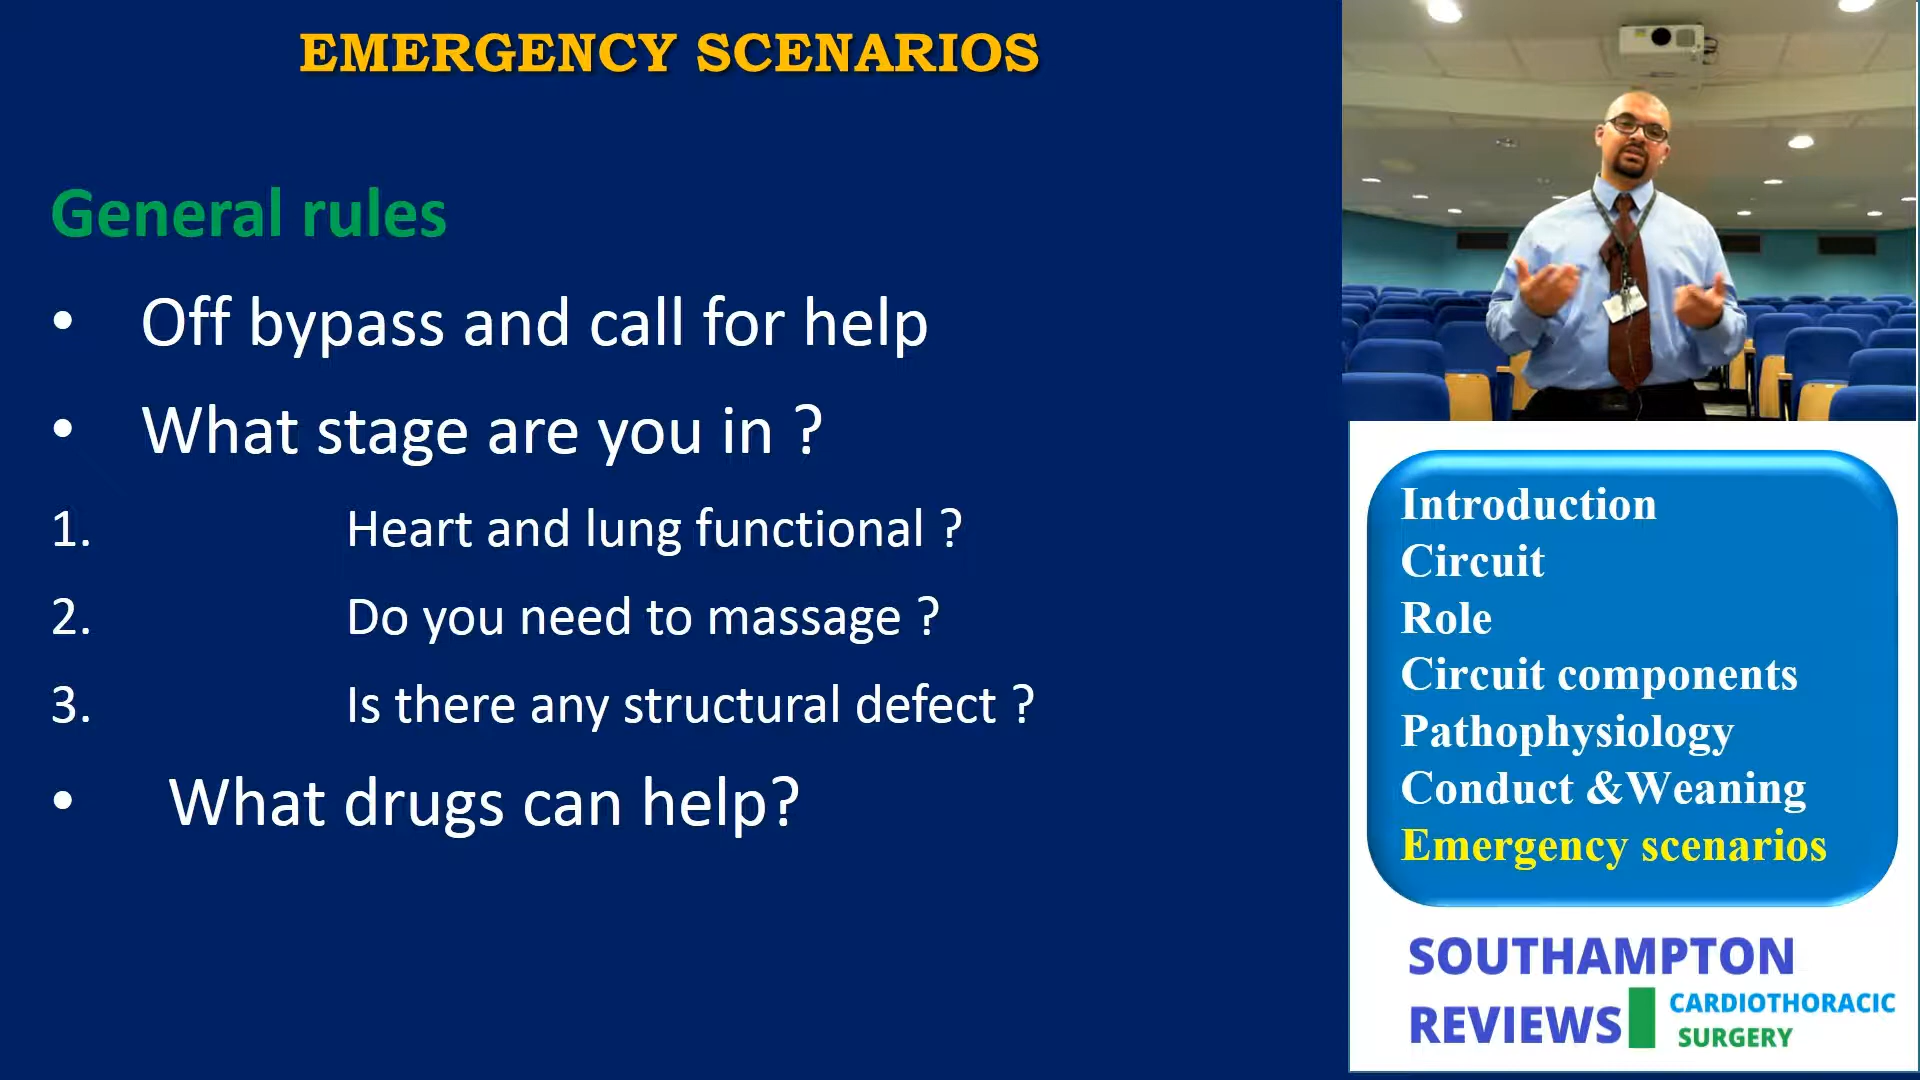 EMERGENCY SCENARIOS
General rules
• Off bypass and call for help
• What stage are you in ?
1. Heart and lung functional ?
2. Do you need to massage ?
3. Is there any structural defect ?
• What drugs can help?
Introduction
Circuit
Role
Circuit components
Pathophysiology
Conduct &Weaning
Emergency scenarios
SOUTHAMPTON
REVIEWS
CARDIOTHORACIC
SURGERY